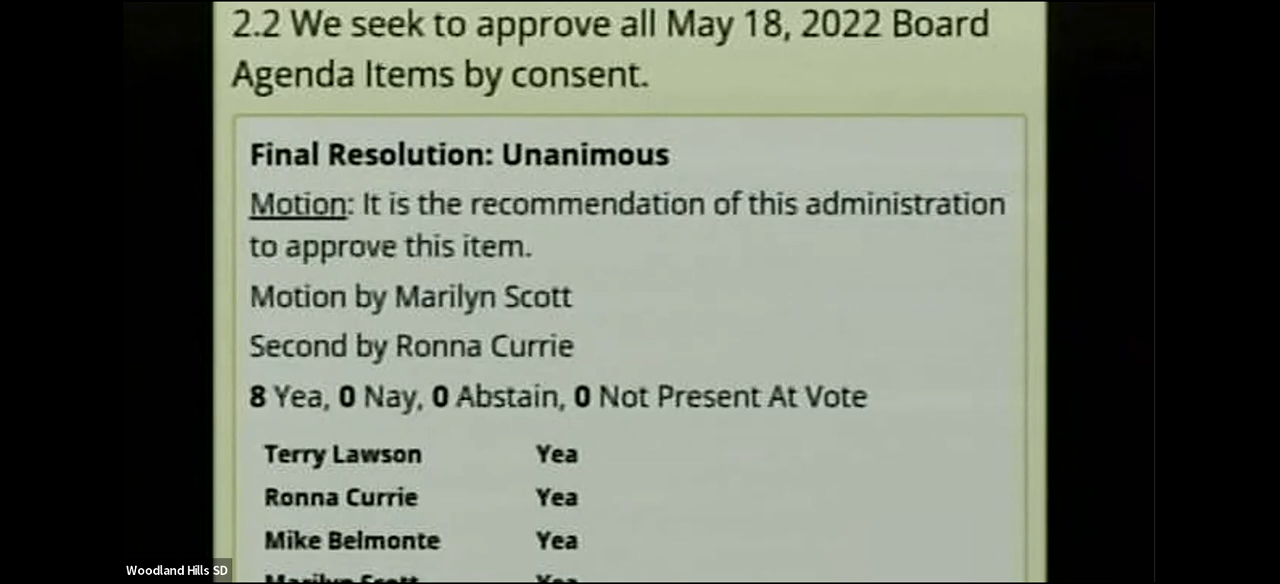 2.2 We seek to approve all May 18, 2022 Board
Agenda Items by consent.
Final Resolution: Unanimous
Motion: It is the recommendation of this administration
to approve this item.
Motion by Marilyn Scott
Second by Ronna Currie
8 Yea, 0 Nay, 0 Abstain, 0 Not Present At Vote
Terry Lawson Yea
Ronna Currie Yea
Mike Belmonte Yea
Marilyn Scott Yea
Woodland Hills SD